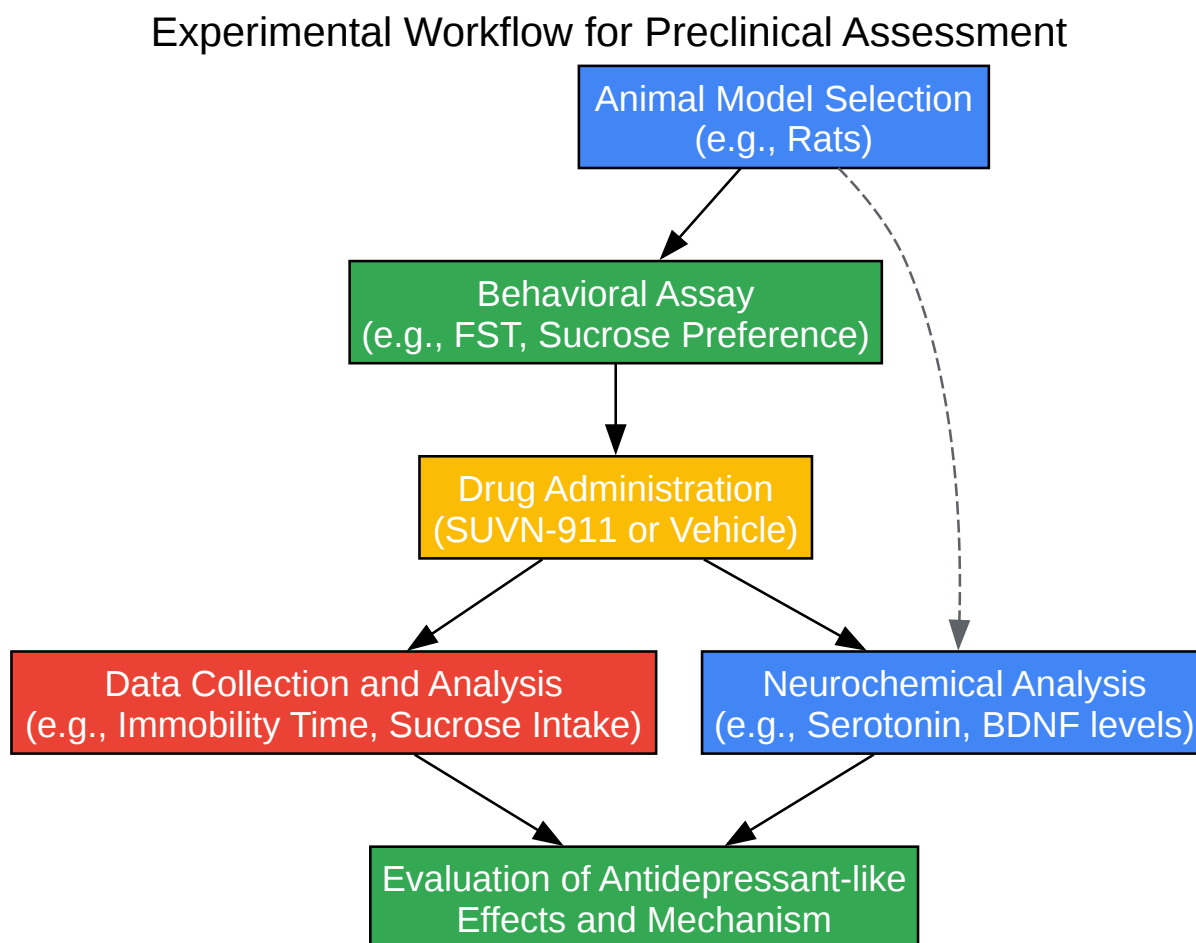 Experimental Workflow for Preclinical Assessment
Animal Model Selection
(e.g., Rats)
Behavioral Assay
(e.g., FST, Sucrose Preference)
Drug Administration
(SUVN-911 or Vehicle)
Data Collection and Analysis
(e.g., Immobility Time, Sucrose Intake)
Neurochemical Analysis
(e.g., Serotonin, BDNF levels)
Evaluation of Antidepressant-like
Effects and Mechanism